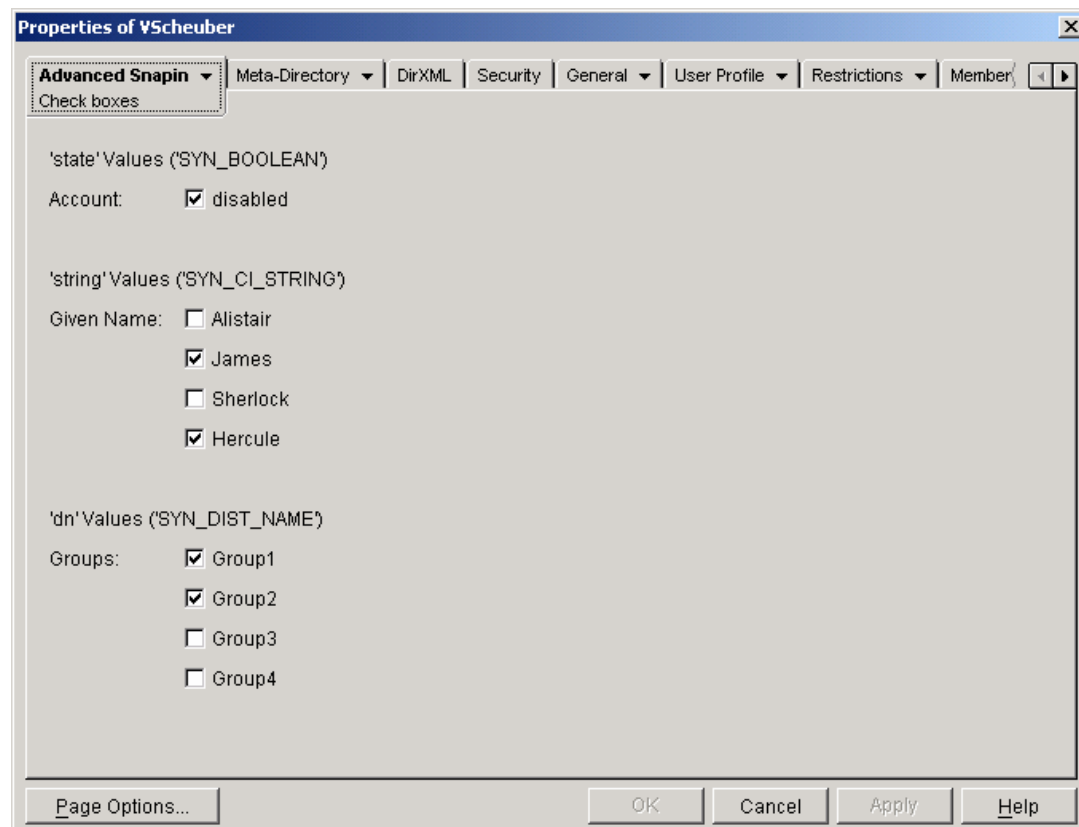 Properties of VScheuber
Advanced Snapin Meta-Directory DirXML Security General User Profile Restrictions Member
Check boxes
'state' Values ('SYN_BOOLEAN')
Account: disabled
'string' Values ('SYN_CI_STRING')
Given Name: Alistair
James
Sherlock
Hercule
'dn' Values ('SYN_DIST_NAME')
Groups: Group1
Group2
Group3
Group4
Page Options... OK Cancel Apply Help